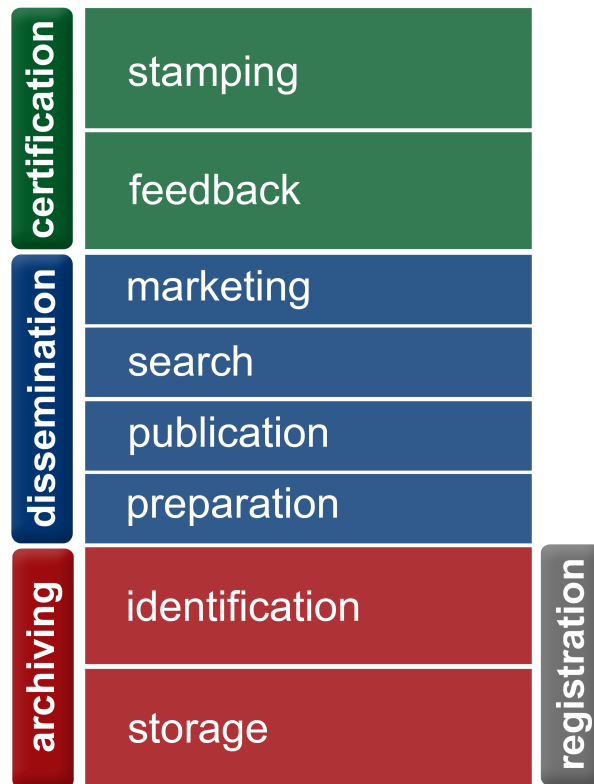 certification
stamping
feedback
dissemination
marketing
search
publication
preparation
archiving
identification
storage
registration